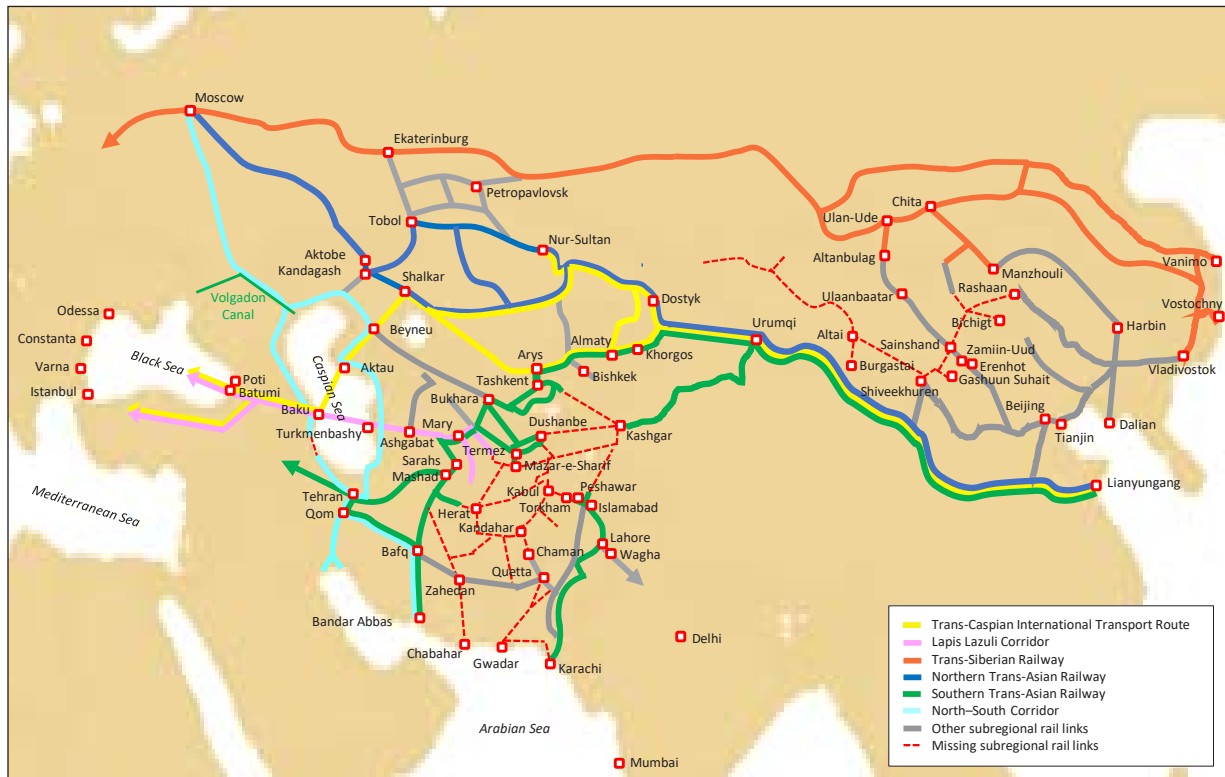 Moscow
Ekaterinburg
Petropavlovsk
Tobol
Chita
Ulan-Ude
Nur-Sultan
Aktobe
Kandagash
Altanbulag
Vanimo
Manzhouli
Shalkar
Rashaan
Ulaanbaatar
Dostyk
Volgadon
Canal
Vostochny
Odessa
Beyneu
Urumqi
Altai
Bichigt
Harbin
Constanta
Almaty
Sainshand
Black Sea
Caspian Sea
Arys
Khorgos
Zamiin-Uud
Varna
Aktau
Burgastai
Erenhot
Vladivostok
Poti
Tashkent
Bishkek
Gashuun Suhait
Istanbul
Batumi
Shiveekhuren
Bukhara
Baku
Beijing
Mary
Dushanbe
Turkmenbashy
Kashgar
Tianjin
Dalian
Ashgabat
Termez
Sarahs
Mazar-e-Sharif
Mashad
Lianyungang
Mediterranean Sea
Tehran
Kabul
Peshawar
Qom
Herat
Torkham
Islamabad
Kandahar
Lahore
Bafq
Chaman
Wagha
Quetta
Zahedan
Bandar Abbas
Delhi
Chabahar
Gwadar
Karachi
Arabian Sea
Mumbai
Trans-Caspian International Transport Route
Lapis Lazuli Corridor
Trans-Siberian Railway
Northern Trans-Asian Railway
Southern Trans-Asian Railway
North–South Corridor
Other subregional rail links
Missing subregional rail links